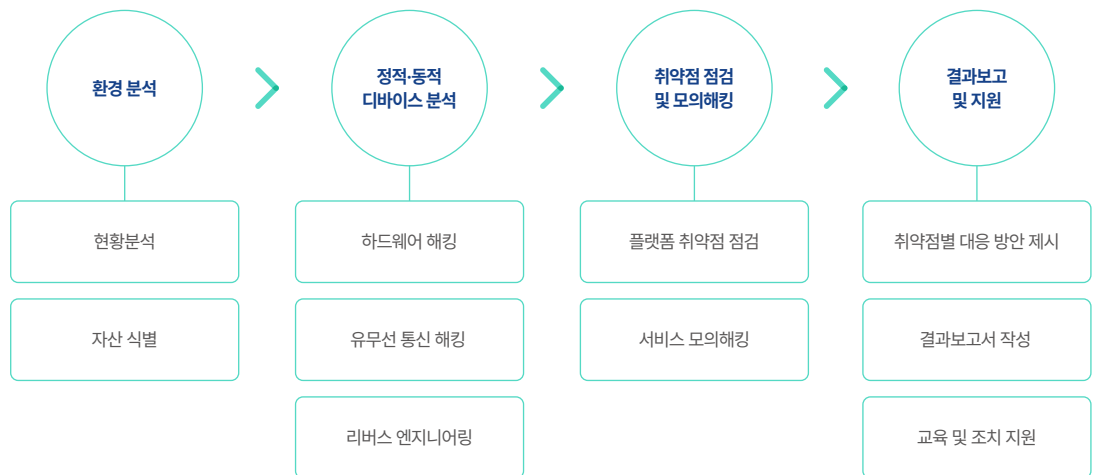 환경 분석
정적·동적
디바이스 분석
취약점 점검
및 모의해킹
결과보고
및 지원
현황분석
하드웨어 해킹
플랫폼 취약점 점검
취약점별 대응 방안 제시
자산 식별
유무선 통신 해킹
서비스 모의해킹
결과보고서 작성
리버스 엔지니어링
교육 및 조치 지원